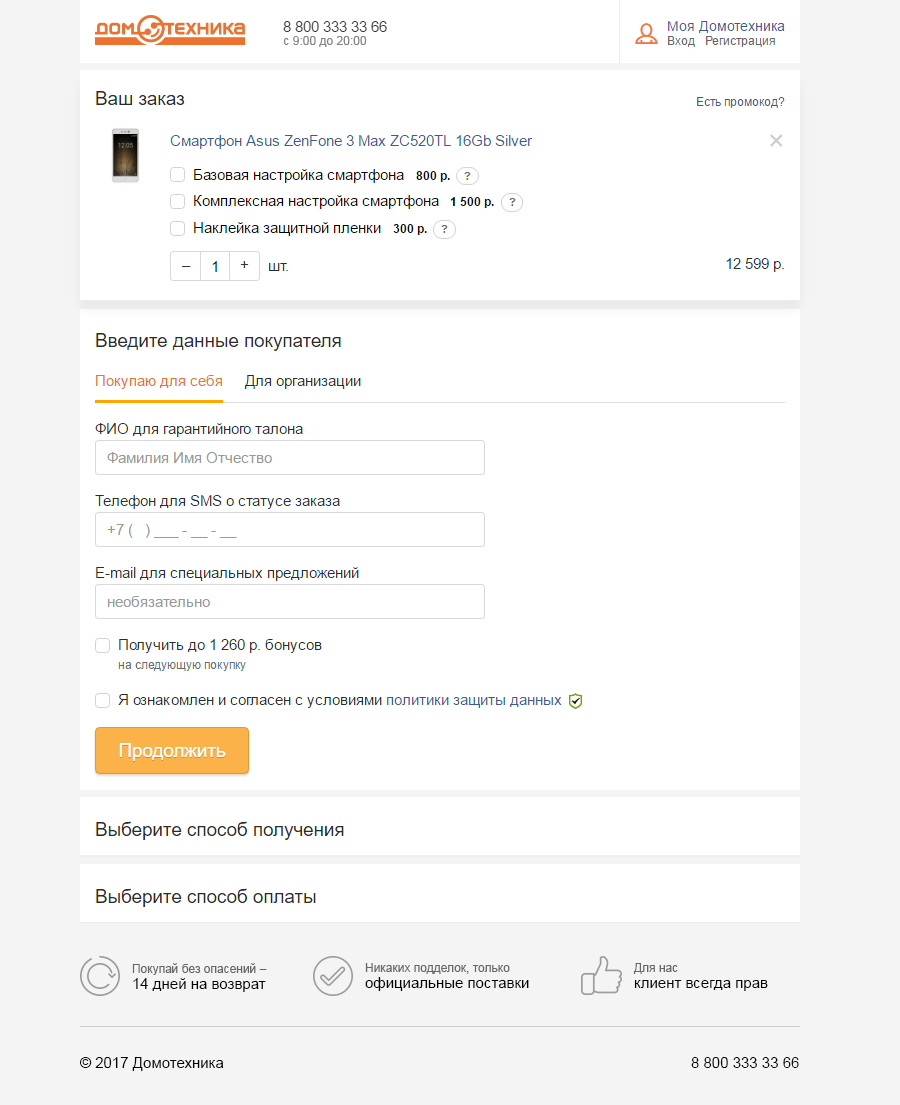 ДОМОТЕХНИКА
8 800 333 33 66
с 9:00 до 20:00
Моя Домотехника
Вход Регистрация
Ваш заказ
Есть промокод?
12:05
Смартфон Asus ZenFone 3 Max ZC520TL 16Gb Silver
Базовая настройка смартфона 800 р. ?
Комплексная настройка смартфона 1 500 р. ?
Наклейка защитной пленки 300 р. ?
– 1 + шт.
12 599 р.
Введите данные покупателя
Покупаю для себя Для организации
ФИО для гарантийного талона
Фамилия Имя Отчество
Телефон для SMS о статусе заказа
+7 ( ) ___ - __ - __
E-mail для специальных предложений
необязательно
Получить до 1 260 р. бонусов
на следующую покупку
Я ознакомлен и согласен с условиями политики защиты данных
Продолжить
Выберите способ получения
Выберите способ оплаты
Покупай без опасений –
14 дней на возврат
Никаких подделок, только
официальные поставки
Для нас
клиент всегда прав
© 2017 Домотехника
8 800 333 33 66